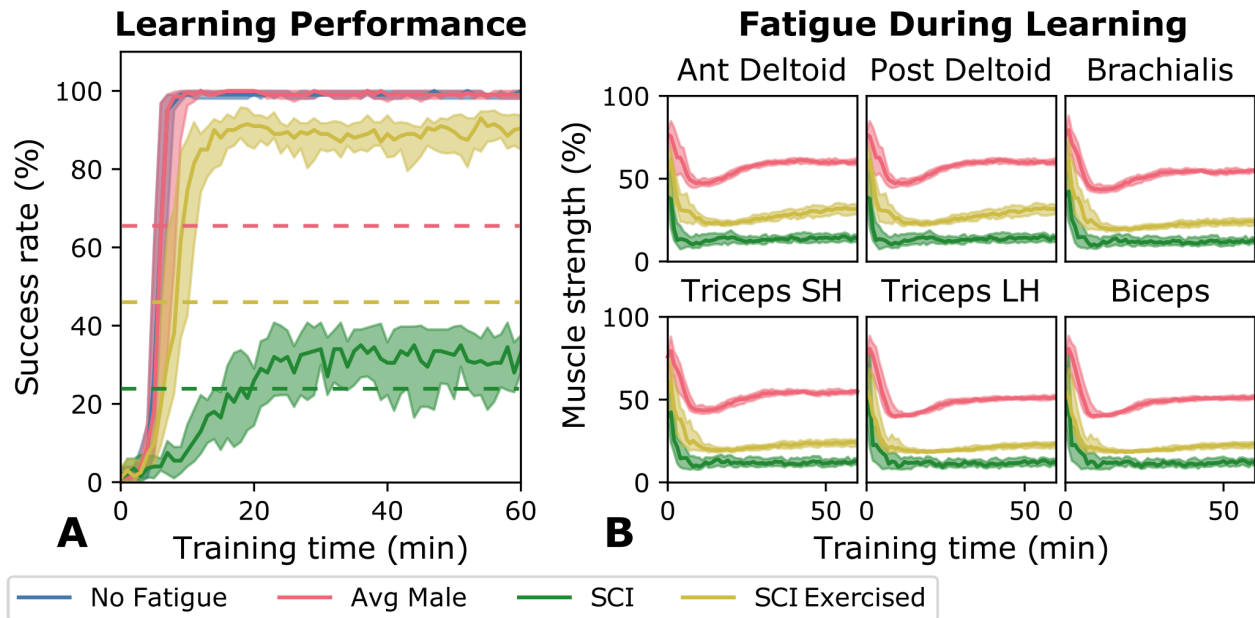 Learning Performance
Success rate (%)
100
80
60
40
20
0
0 20 40 60
Training time (min)
A
Fatigue During Learning
Ant Deltoid Post Deltoid Brachialis
Muscle strength (%)
100
50
0
Triceps SH Triceps LH Biceps
100
50
0
0 50 0 50 0 50
Training time (min)
B
No Fatigue Avg Male SCI SCI Exercised